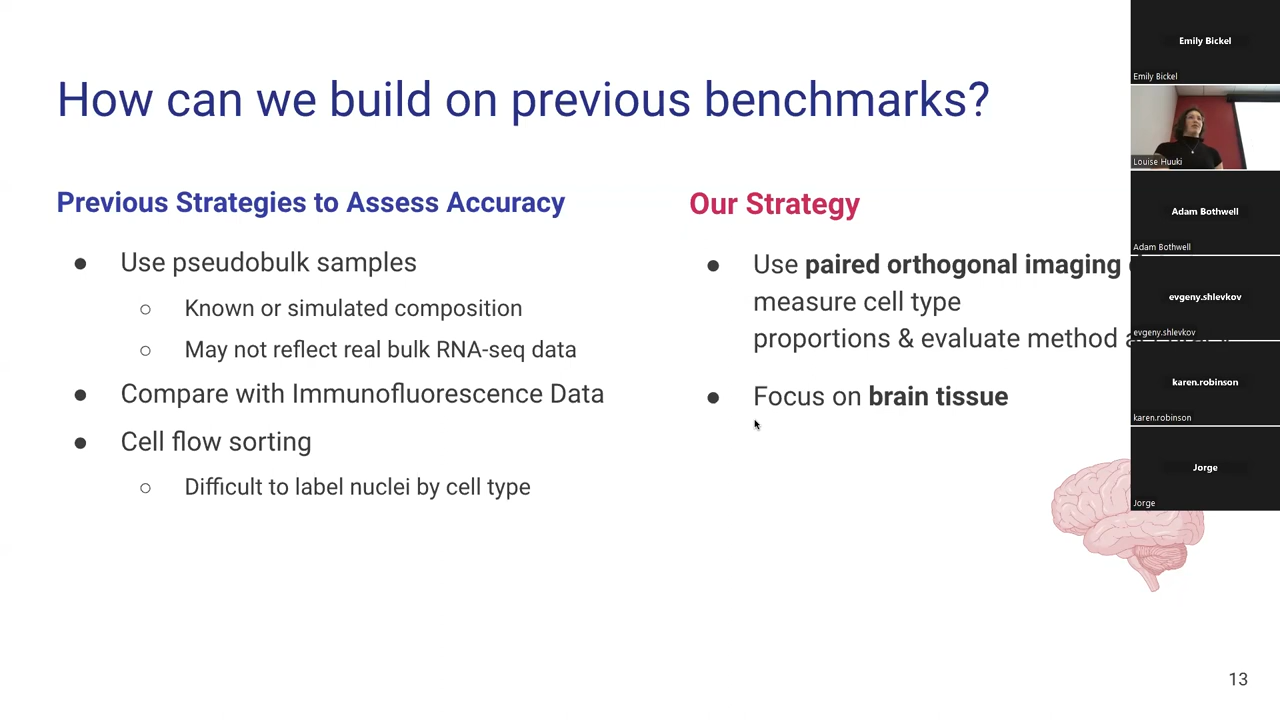 How can we build on previous benchmarks?
Previous Strategies to Assess Accuracy
● Use pseudobulk samples
○ Known or simulated composition
○ May not reflect real bulk RNA-seq data
● Compare with Immunofluorescence Data
● Cell flow sorting
○ Difficult to label nuclei by cell type
Our Strategy
● Use paired orthogonal imaging
measure cell type
proportions & evaluate method
● Focus on brain tissue
13
Emily Bickel
Emily Bickel
Louise Huuki
Adam Bothwell
Adam Bothwell
evgeny.shlevkov
evgeny.shlevkov
karen.robinson
karen.robinson
Jorge
Jorge